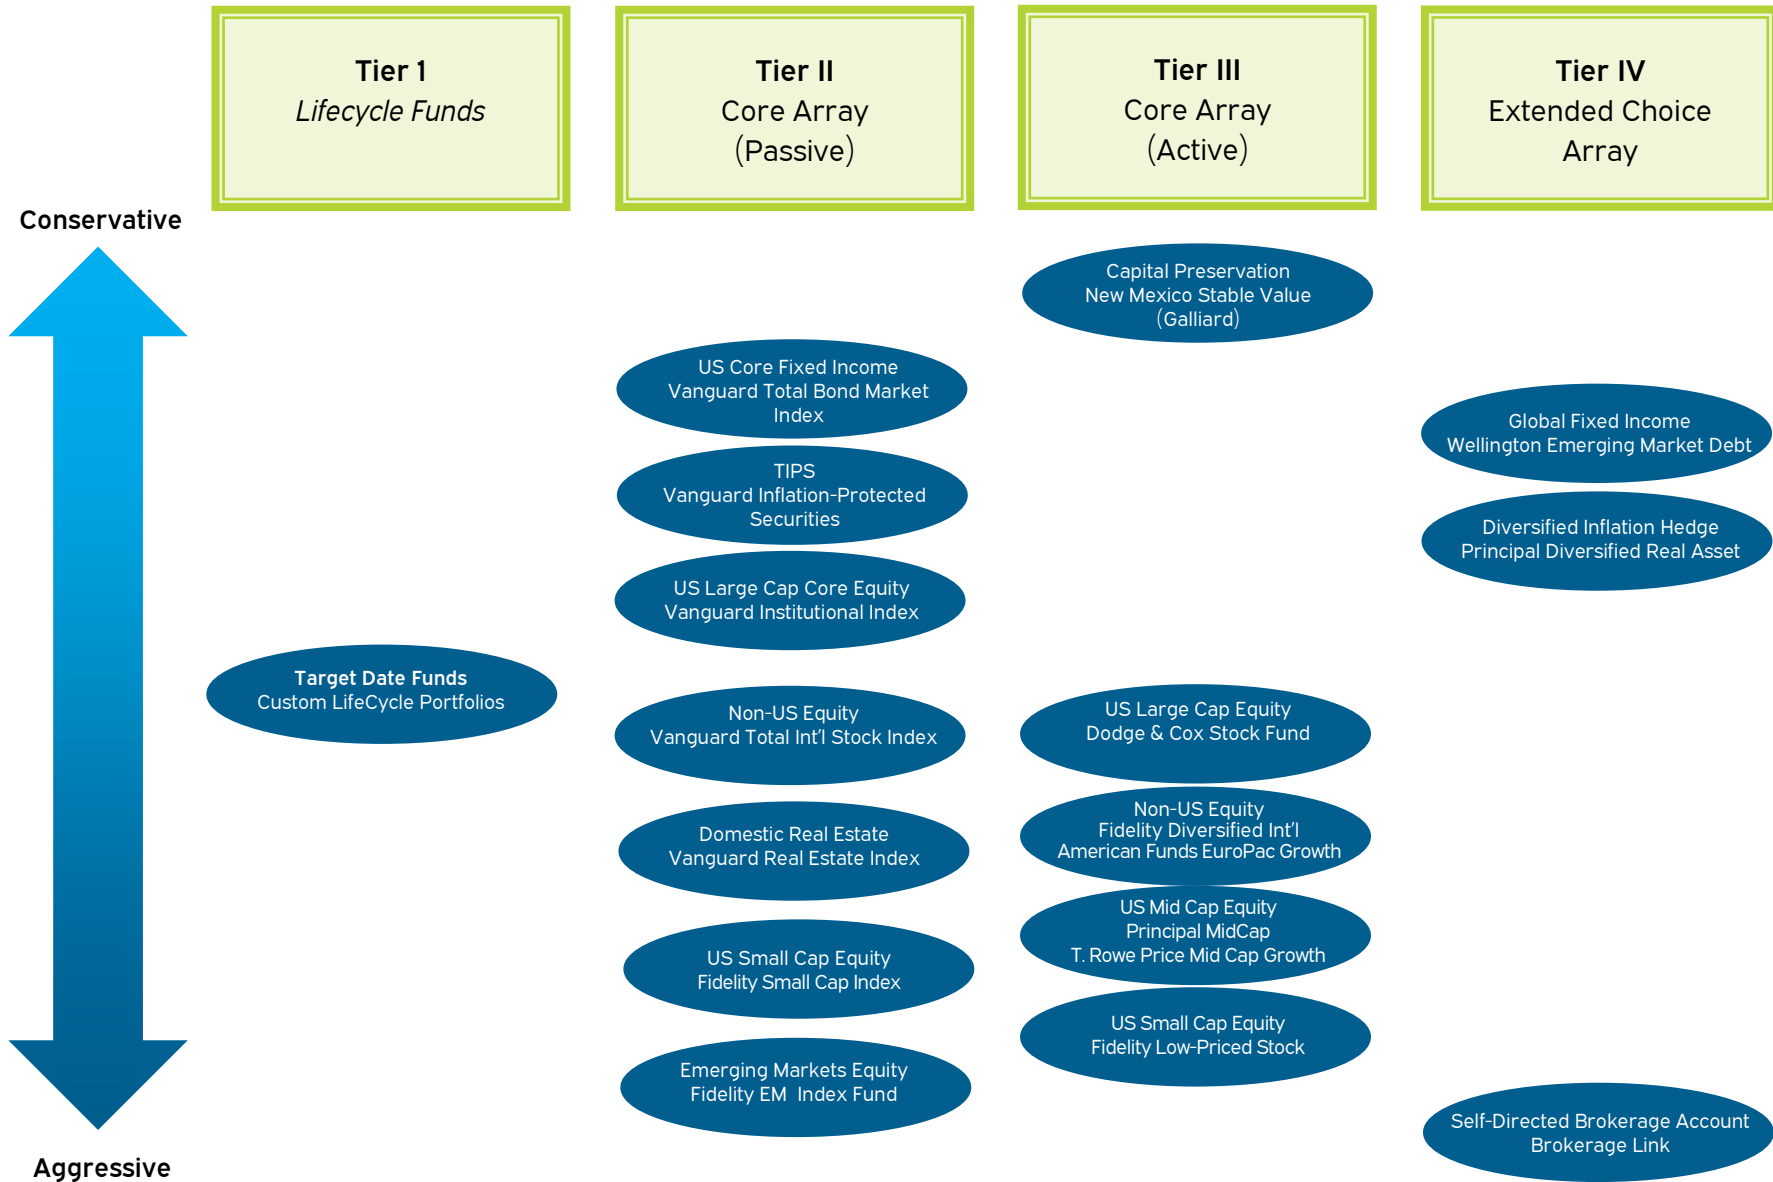 Tier 1
Lifecycle Funds
Tier II
Core Array
(Passive)
Tier III
Core Array
(Active)
Tier IV
Extended Choice
Array
Conservative
Aggressive
Target Date Funds
Custom LifeCycle Portfolios
US Core Fixed Income
Vanguard Total Bond Market
Index
TIPS
Vanguard Inflation-Protected
Securities
US Large Cap Core Equity
Vanguard Institutional Index
Non-US Equity
Vanguard Total Int'l Stock Index
Domestic Real Estate
Vanguard Real Estate Index
US Small Cap Equity
Fidelity Small Cap Index
Emerging Markets Equity
Fidelity EM Index Fund
Capital Preservation
New Mexico Stable Value
(Galliard)
US Large Cap Equity
Dodge & Cox Stock Fund
Non-US Equity
Fidelity Diversified Int'l
American Funds EuroPac Growth
US Mid Cap Equity
Principal MidCap
T. Rowe Price Mid Cap Growth
US Small Cap Equity
Fidelity Low-Priced Stock
Global Fixed Income
Wellington Emerging Market Debt
Diversified Inflation Hedge
Principal Diversified Real Asset
Self-Directed Brokerage Account
Brokerage Link